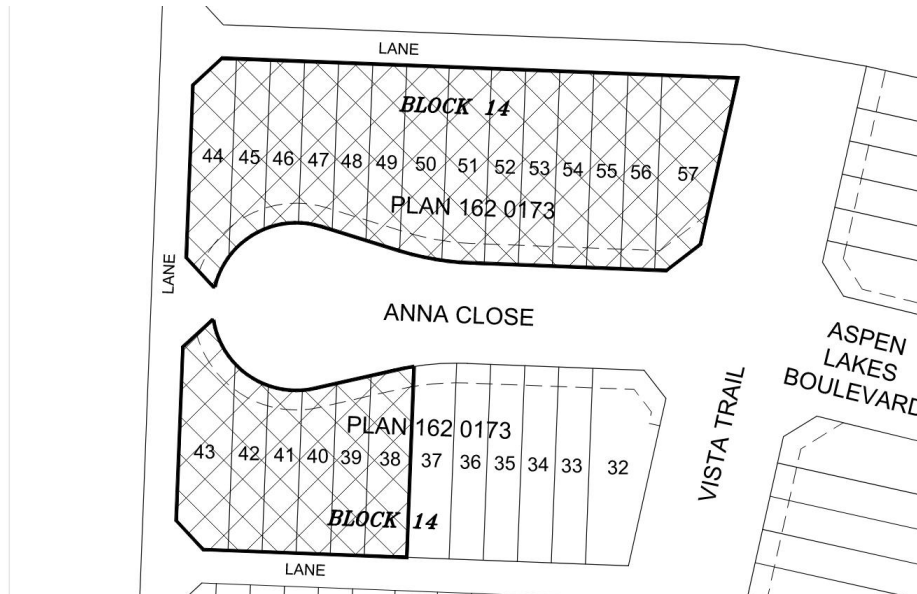 LANE
BLOCK 14
44 45 46 47 48 49 50 51 52 53 54 55 56 57
PLAN 162 0173
LANE
ANNA CLOSE
ASPEN
LAKES
BOULEVARD
VISTA TRAIL
PLAN 162 0173
43 42 41 40 39 38 37 36 35 34 33 32
BLOCK 14
LANE